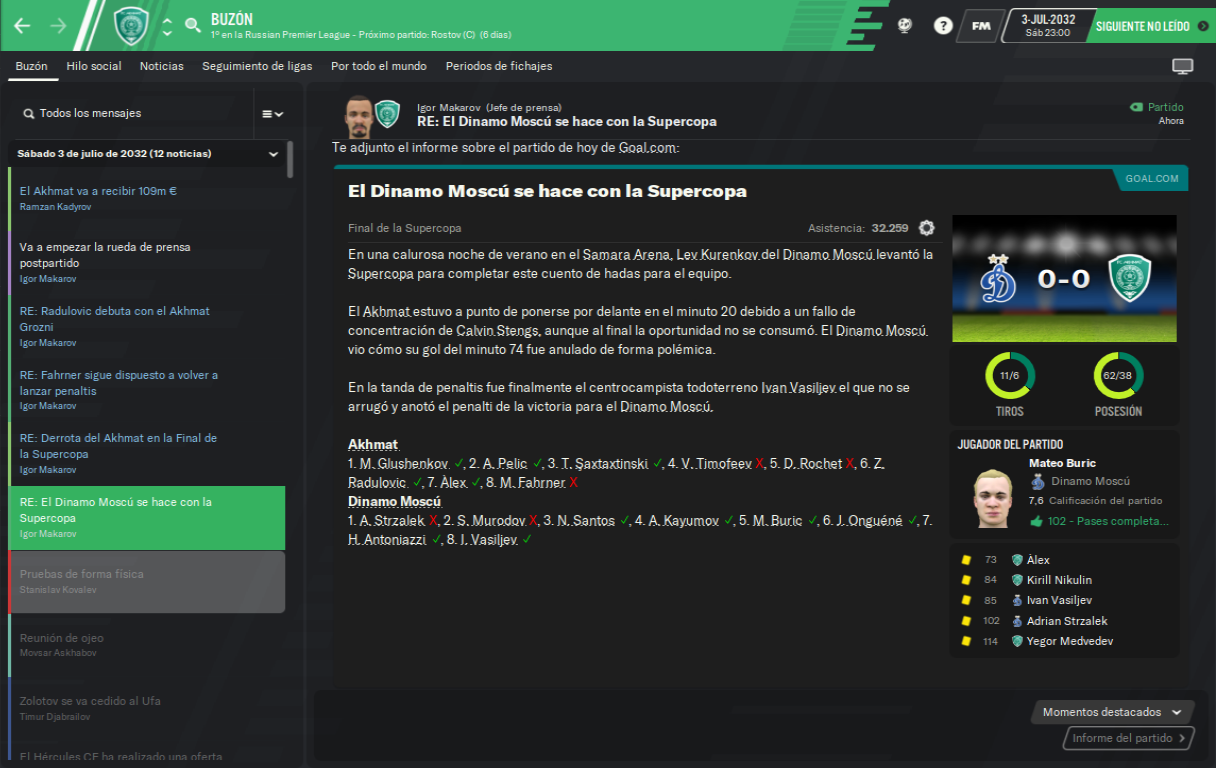 BUZÓN
1º en la Russian Premier League - Próximo partido: Rostov (C) (6 días)
?
FM
3-JUL-2032
Sáb 23:00
SIGUIENTE NO LEÍDO
Buzón Hilo social Noticias Seguimiento de ligas Por todo el mundo Periodos de fichajes
Todos los mensajes
Sábado 3 de julio de 2032 (12 noticias)
El Akhmat va a recibir 109m €
Ramzan Kadyrov
Va a empezar la rueda de prensa
postpartido
Igor Makarov
RE: Radulovic debuta con el Akhmat
Grozni
Igor Makarov
RE: Fahrner sigue dispuesto a volver a
lanzar penaltis
Igor Makarov
RE: Derrota del Akhmat en la Final de
la Supercopa
Igor Makarov
RE: El Dinamo Moscú se hace con la
Supercopa
Igor Makarov
Pruebas de forma física
Stanislav Kovalev
Reunión de ojeo
Movsar Askhabov
Zolotov se va cedido al Ufa
Timur Djabrailov
El Hércules CF ha realizado una oferta
Igor Makarov (Jefe de prensa)
RE: El Dinamo Moscú se hace con la Supercopa
Partido
Ahora
Te adjunto el informe sobre el partido de hoy de Goal.com:
GOAL.COM
El Dinamo Moscú se hace con la Supercopa
Final de la Supercopa
Asistencia: 32.259
En una calurosa noche de verano en el Samara Arena, Lev Kurenkov del Dinamo Moscú levantó la
Supercopa para completar este cuento de hadas para el equipo.
El Akhmat estuvo a punto de ponerse por delante en el minuto 20 debido a un fallo de
concentración de Calvin Stengs, aunque al final la oportunidad no se consumó. El Dinamo Moscú
vio cómo su gol del minuto 74 fue anulado de forma polémica.
En la tanda de penaltis fue finalmente el centrocampista todoterreno Ivan Vasiljev el que no se
arrugó y anotó el penalti de la victoria para el Dinamo Moscú.
Akhmat
1. M. Glushenkov ✓, 2. A. Pelic ✓, 3. T. Saxtaxtinski ✓, 4. V. Timofeev X, 5. D. Rochet X, 6. Z.
Radulovic ✓, 7. Àlex ✓, 8. M. Fahrner X
Dinamo Moscú
1. A. Strzalek X, 2. S. Murodov X, 3. N. Santos ✓, 4. A. Kayumov ✓, 5. M. Buric ✓, 6. J. Onguéné ✓, 7.
H. Antoniazzi ✓, 8. I. Vasiljev ✓
0-0
11/6
62/38
TIROS
POSESIÓN
JUGADOR DEL PARTIDO
Mateo Buric
Dinamo Moscú
7,6 Calificación del partido
102 - Pases completa...
73 Àlex
84 Kirill Nikulin
85 Ivan Vasiljev
102 Adrian Strzalek
114 Yegor Medvedev
Momentos destacados
Informe del partido